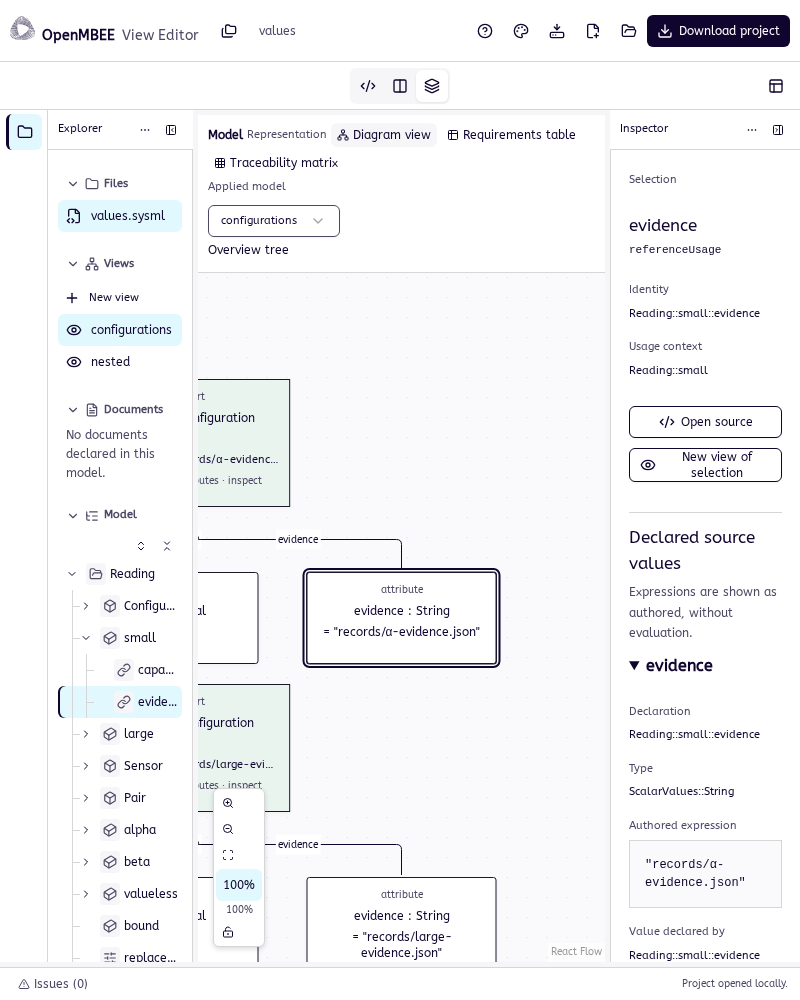 OpenMBEE View Editor
values
Download project
Explorer
...
Files
values.sysml
Views
New view
configurations
nested
Documents
No documents
declared in this
model.
Model
Reading
Configu...
small
capa...
evide...
large
Sensor
Pair
alpha
beta
valueless
bound
replace...
Model Representation Diagram view Requirements table
Traceability matrix
Applied model
configurations
Overview tree
rt
nfiguration
rds/α-evidenc...
utes · inspect
evidence
al
attribute
evidence : String
= "records/α-evidence.json"
rt
figuration
rds/large-evi...
utes · inspect
evidence
al
attribute
evidence : String
= "records/large-
evidence.json"
100%
100%
React Flow
Inspector
...
Selection
evidence
referenceUsage
Identity
Reading::small::evidence
Usage context
Reading::small
Open source
New view of
selection
Declared source
values
Expressions are shown as
authored, without
evaluation.
▼ evidence
Declaration
Reading::small::evidence
Type
ScalarValues::String
Authored expression
"records/α-
evidence.json"
Value declared by
Reading::small::evidence
Issues (0)
Project opened locally.